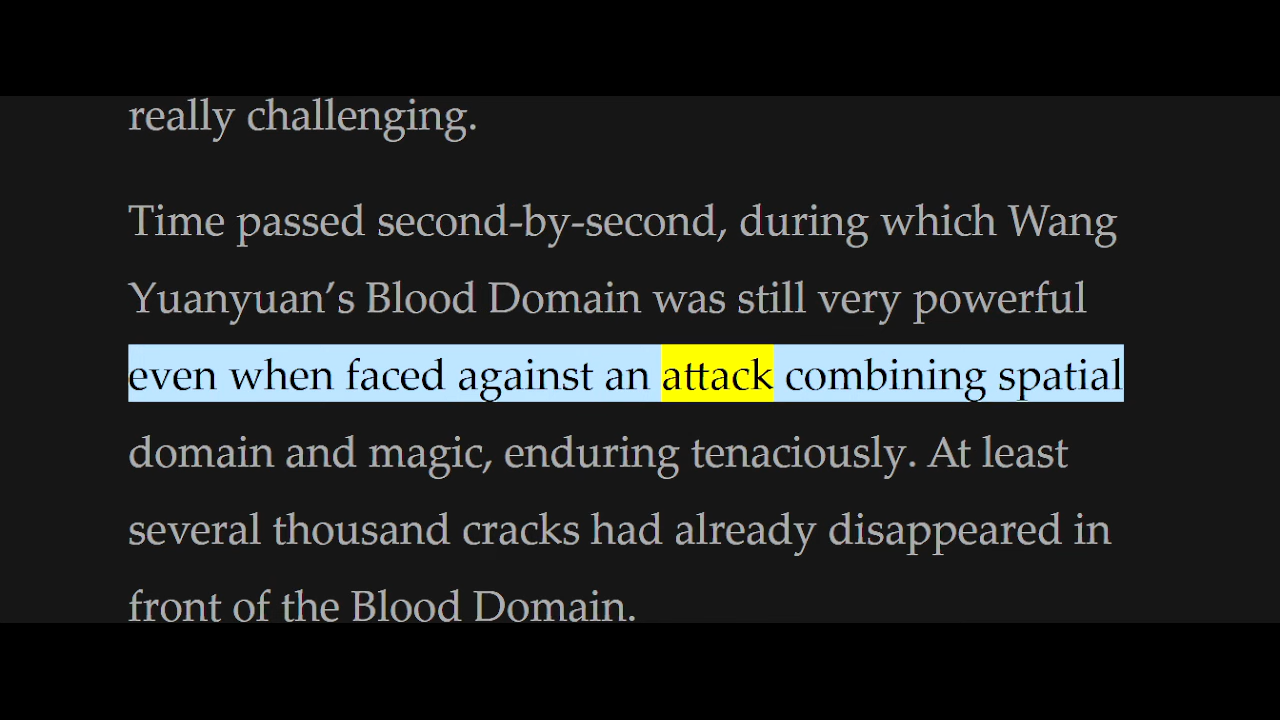 really challenging.
Time passed second-by-second, during which Wang
Yuanyuan’s Blood Domain was still very powerful
even when faced against an attack combining spatial
domain and magic, enduring tenaciously. At least
several thousand cracks had already disappeared in
front of the Blood Domain.